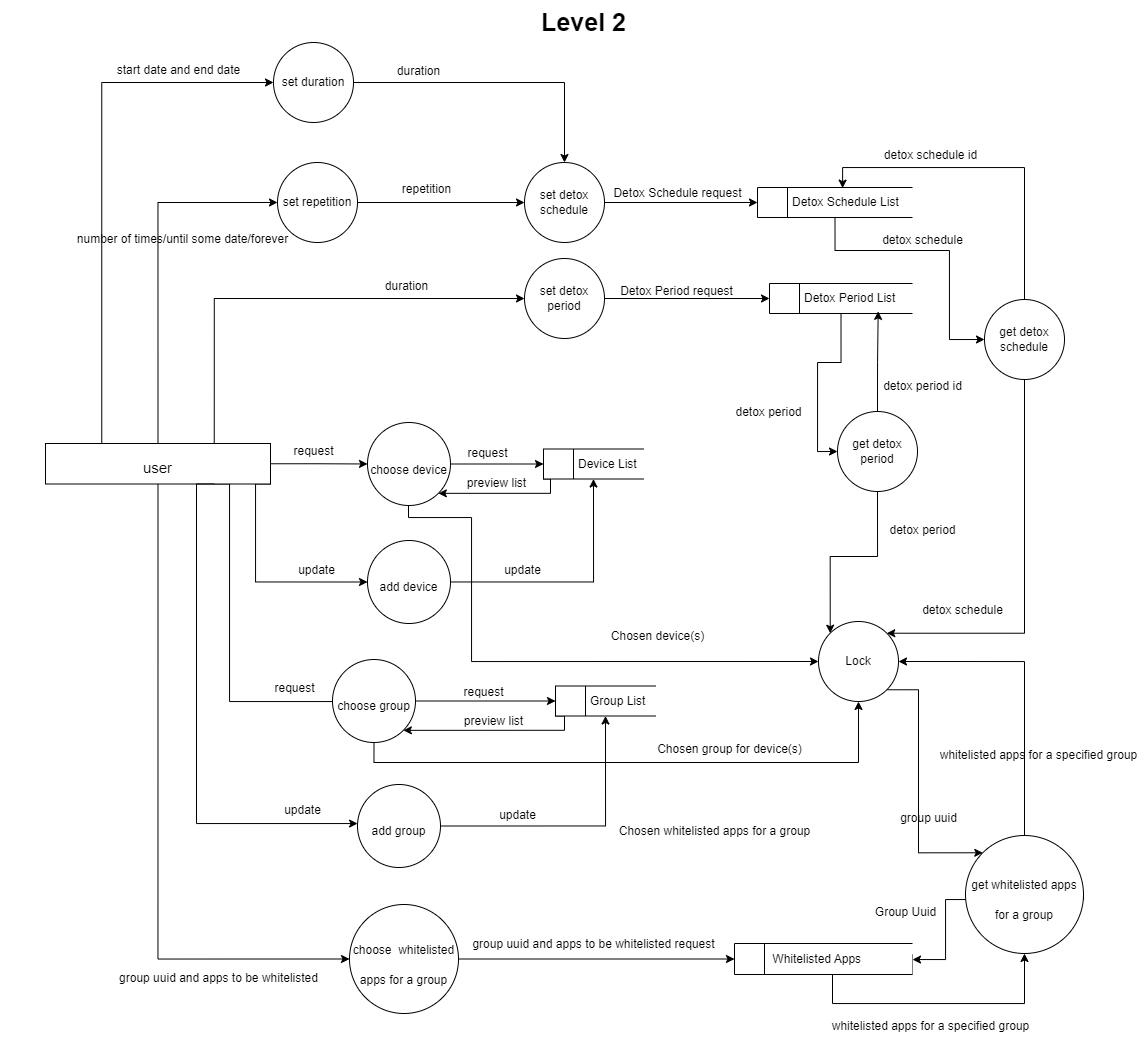 Level 2
start date and end date
set duration
duration
detox schedule id
set repetition
repetition
set detox
schedule
Detox Schedule request
Detox Schedule List
number of times/until some date/forever
detox schedule
duration
set detox
period
Detox Period request
Detox Period List
get detox
schedule
detox period id
detox period
get detox
period
user
request
choose device
request
Device List
preview list
detox period
update
add device
update
detox schedule
Chosen device(s)
Lock
request
choose group
request
Group List
preview list
Chosen group for device(s)
whitelisted apps for a specified group
update
add group
update
Chosen whitelisted apps for a group
group uuid
get whitelisted apps
for a group
Group Uuid
choose  whitelisted
apps for a group
group uuid and apps to be whitelisted request
Whitelisted Apps
group uuid and apps to be whitelisted
whitelisted apps for a specified group